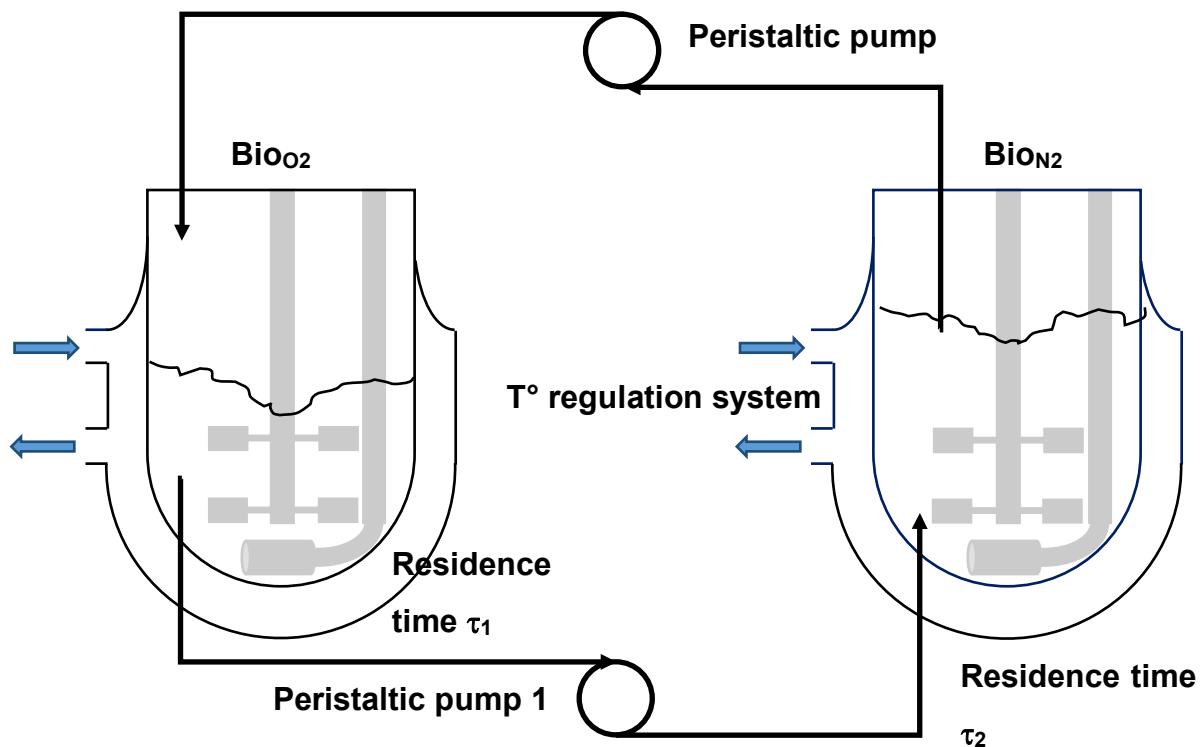 Peristaltic pump
BioO2
BioN2
T° regulation system
Residence
time τ1
Peristaltic pump 1
Residence time
τ2